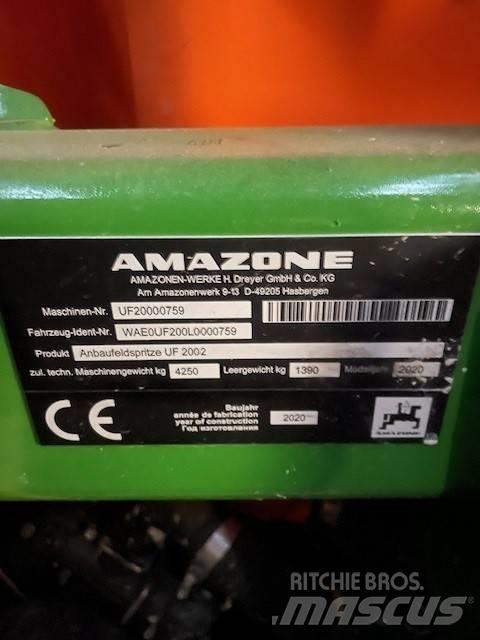 AMAZONE
AMAZONEN-WERKE H. Dreyer GmbH & Co. KG
Am Amazonenwerk 9-13 D-49205 Hasbergen
Maschinen-Nr. UF20000759
Fahrzeug-Ident-Nr. WAE0UF200L0000759
Produkt Anbaufeldspritze UF 2002
zul. techn. Maschinengewicht kg 4250 Leergewicht kg 1390 Modelljahr 2020
CE
Baujahr
année de fabrication
year of construction
Год изготовления
2020
AMAZONE
RITCHIE BROS.
MASCUS